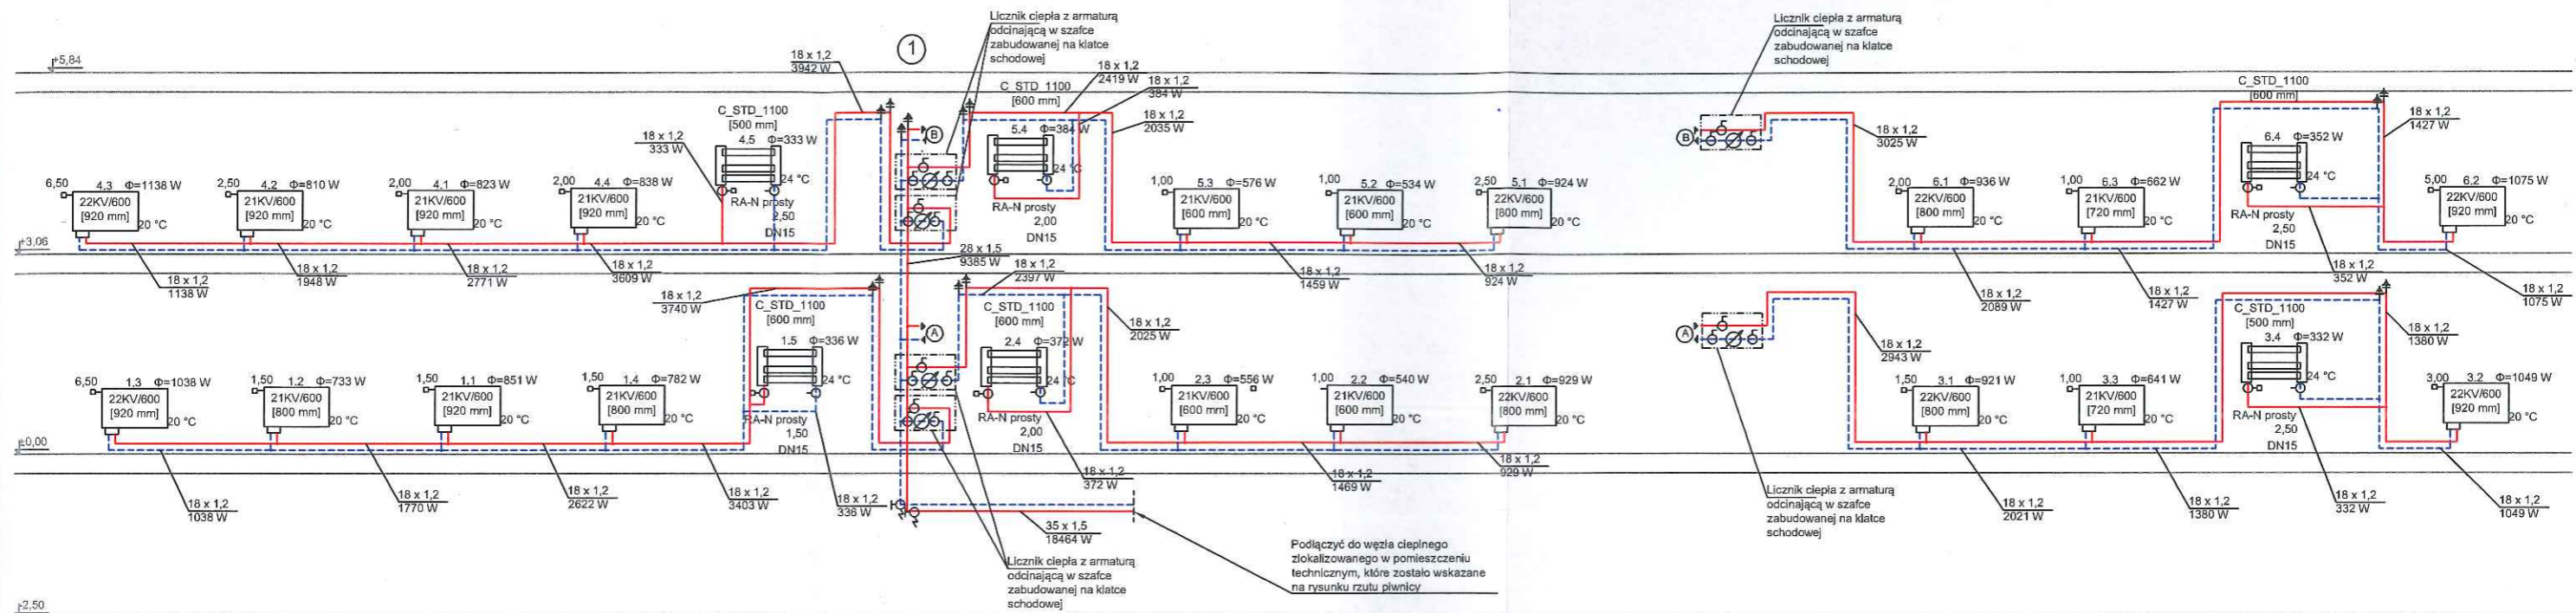 Licznik ciepła z armaturą
odcinającą w szafce
zabudowanej na klatce
schodowej
Licznik ciepła z armaturą
odcinającą w szafce
zabudowanej na klatce
schodowej
1
+5,84
18 x 1,2
3942 W
18 x 1,2
2419 W
18 x 1,2
384 W
18 x 1,2
2035 W
C_STD_1100
[500 mm]
4.5 Φ=333 W
24 °C
RA-N prosty
2,50
DN15
18 x 1,2
333 W
C_STD_1100
[600 mm]
5.4 Φ=384 W
24 °C
RA-N prosty
2,00
DN15
B
B
18 x 1,2
3025 W
C_STD_1100
[600 mm]
6.4 Φ=352 W
24 °C
RA-N prosty
2,50
DN15
18 x 1,2
1427 W
6,50 4.3 Φ=1138 W
22KV/600
[920 mm]
20 °C
2,50 4.2 Φ=810 W
21KV/600
[920 mm]
20 °C
2,00 4.1 Φ=823 W
21KV/600
[920 mm]
20 °C
2,00 4.4 Φ=838 W
21KV/600
[920 mm]
20 °C
1,00 5.3 Φ=576 W
21KV/600
[600 mm]
20 °C
1,00 5.2 Φ=534 W
21KV/600
[600 mm]
20 °C
2,50 5.1 Φ=924 W
22KV/600
[800 mm]
20 °C
2,00 6.1 Φ=936 W
22KV/600
[800 mm]
20 °C
1,00 6.3 Φ=662 W
21KV/600
[720 mm]
20 °C
5,00 6.2 Φ=1075 W
22KV/600
[920 mm]
20 °C
+3,06
18 x 1,2
1138 W
18 x 1,2
1948 W
18 x 1,2
2771 W
18 x 1,2
3609 W
28 x 1,5
9385 W
18 x 1,2
2397 W
18 x 1,2
1459 W
18 x 1,2
924 W
18 x 1,2
2089 W
18 x 1,2
1427 W
18 x 1,2
352 W
18 x 1,2
1075 W
18 x 1,2
3740 W
C_STD_1100
[600 mm]
1.5 Φ=336 W
24 °C
RA-N prosty
1,50
DN15
A
C_STD_1100
[600 mm]
2.4 Φ=372 W
24 °C
RA-N prosty
2,00
DN15
18 x 1,2
2025 W
A
18 x 1,2
2943 W
C_STD_1100
[500 mm]
3.4 Φ=332 W
24 °C
RA-N prosty
2,50
DN15
18 x 1,2
1380 W
6,50 1.3 Φ=1038 W
22KV/600
[920 mm]
20 °C
1,50 1.2 Φ=733 W
21KV/600
[800 mm]
20 °C
1,50 1.1 Φ=851 W
21KV/600
[920 mm]
20 °C
1,50 1.4 Φ=782 W
21KV/600
[800 mm]
20 °C
1,00 2.3 Φ=556 W
21KV/600
[600 mm]
20 °C
1,00 2.2 Φ=540 W
21KV/600
[600 mm]
20 °C
2,50 2.1 Φ=929 W
22KV/600
[800 mm]
20 °C
1,50 3.1 Φ=921 W
22KV/600
[800 mm]
20 °C
1,00 3.3 Φ=641 W
21KV/600
[720 mm]
20 °C
3,00 3.2 Φ=1049 W
22KV/600
[920 mm]
20 °C
±0,00
18 x 1,2
1038 W
18 x 1,2
1770 W
18 x 1,2
2622 W
18 x 1,2
3403 W
18 x 1,2
336 W
18 x 1,2
372 W
18 x 1,2
1469 W
18 x 1,2
929 W
18 x 1,2
2021 W
18 x 1,2
1380 W
18 x 1,2
332 W
18 x 1,2
1049 W
35 x 1,5
18464 W
Licznik ciepła z armaturą
odcinającą w szafce
zabudowanej na klatce
schodowej
Podłączyć do węzła cieplnego
zlokalizowanego w pomieszczeniu
technicznym, które zostało wskazane
na rysunku rzutu piwnicy
Licznik ciepła z armaturą
odcinającą w szafce
zabudowanej na klatce
schodowej
-2,50